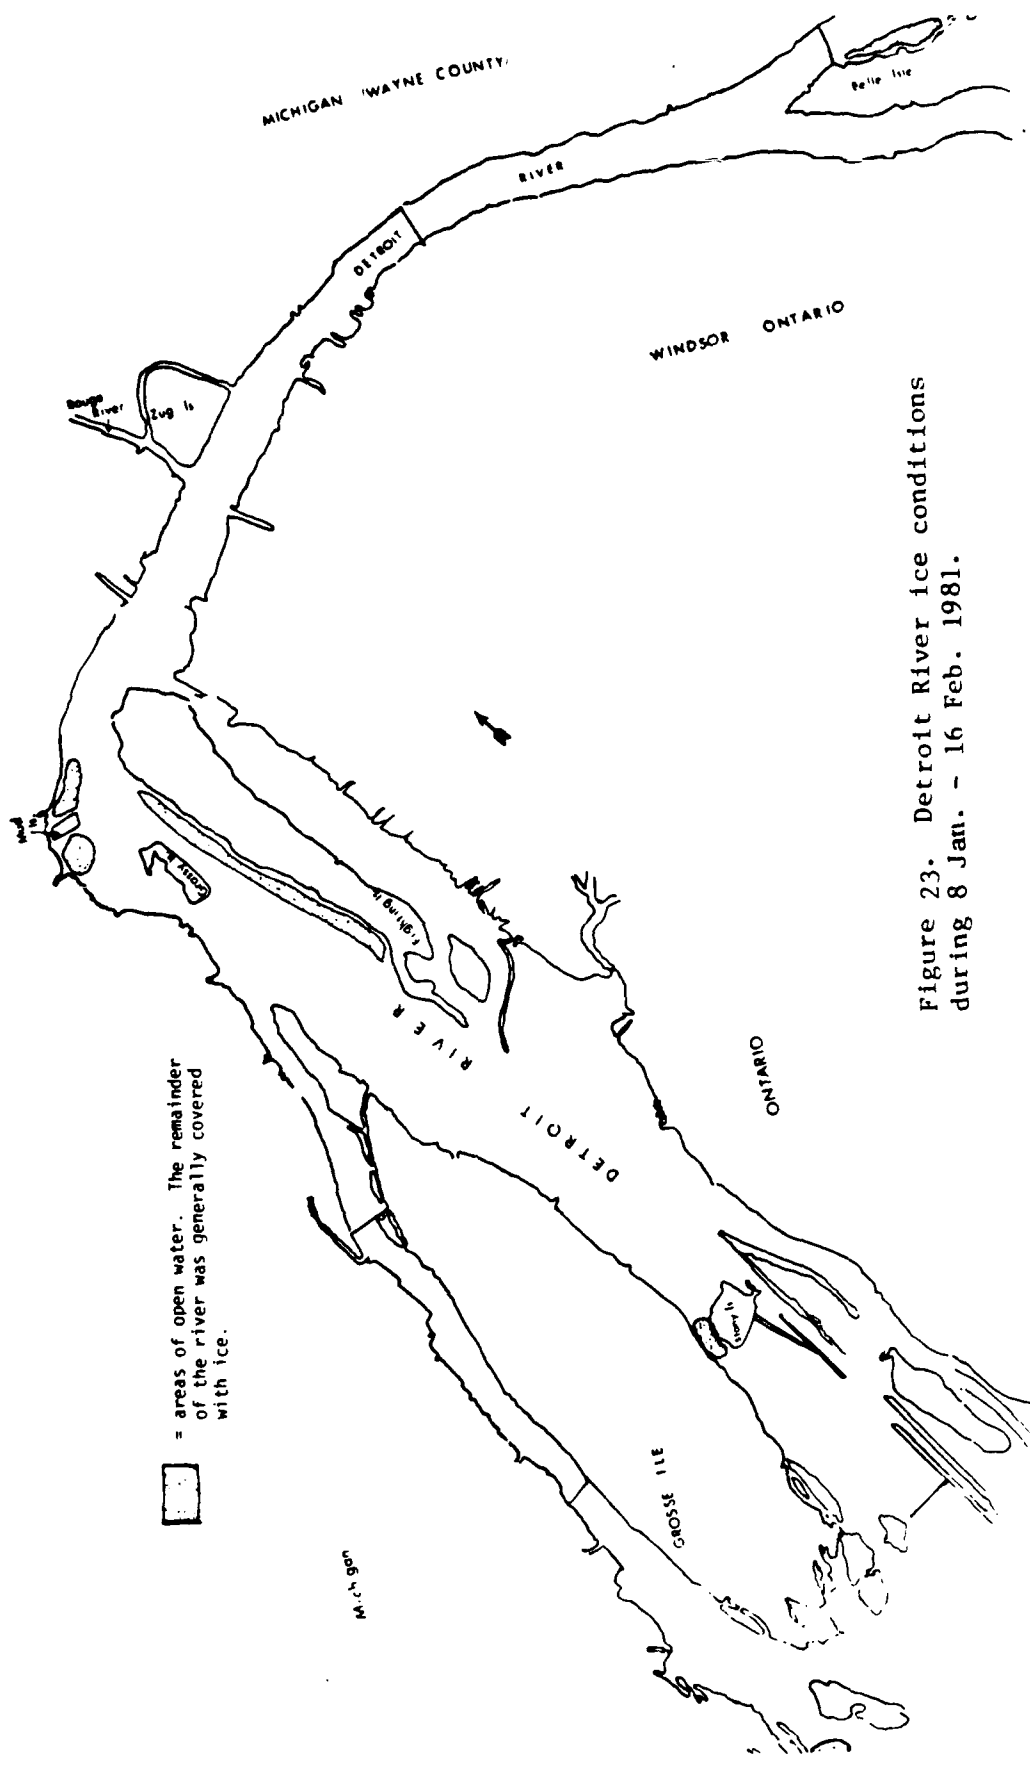 MICHIGAN (WAYNE COUNTY)
Belle Isle
RIVER
DETROIT
WINDSOR ONTARIO
Rouge
River
Zug Is
Mud
Is.
Grassy Is
Fighting Is
RIVER
DETROIT
ONTARIO
Stony Is
GROSSE ILE
Michigan
= areas of open water. The remainder
of the river was generally covered
with ice.
Figure 23. Detroit River ice conditions
during 8 Jan. - 16 Feb. 1981.